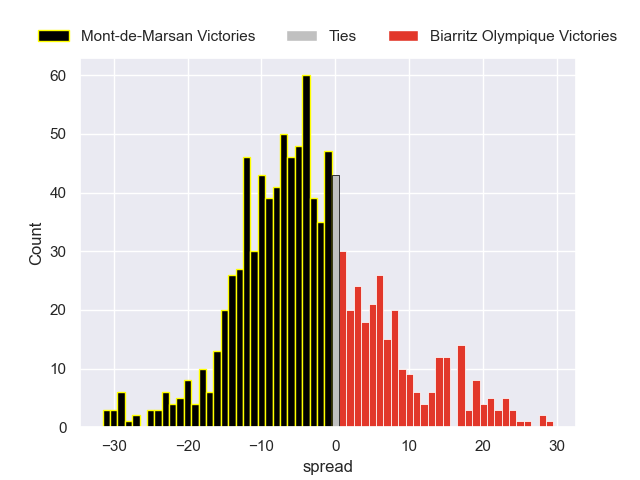 Mont-de-Marsan Victories Ties Biarritz Olympique Victories
60
50
40
30
20
10
0
Count
−30 −20 −10 0 10 20 30
spread